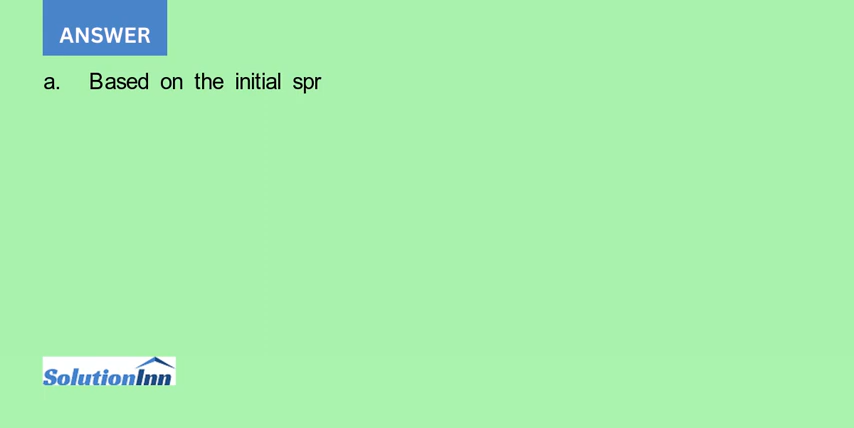 ANSWER
a. Based on the initial spr
SolutionInn